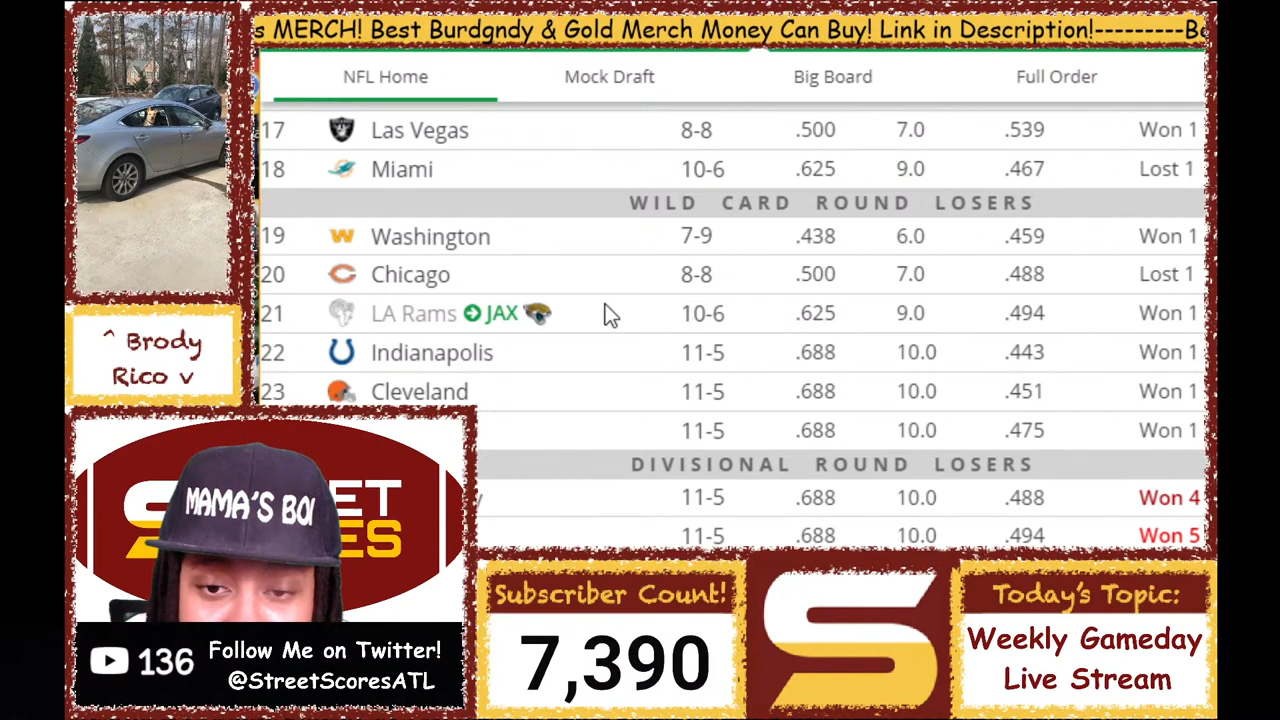 s MERCH! Best Burdgndy & Gold Merch Money Can Buy! Link in Description!---------Be
NFL Home Mock Draft Big Board Full Order
17 Las Vegas 8-8 .500 7.0 .539 Won 1
18 Miami 10-6 .625 9.0 .467 Lost 1
WILD CARD ROUND LOSERS
19 Washington 7-9 .438 6.0 .459 Won 1
20 Chicago 8-8 .500 7.0 .488 Lost 1
21 LA Rams JAX 10-6 .625 9.0 .494 Won 1
22 Indianapolis 11-5 .688 10.0 .443 Won 1
23 Cleveland 11-5 .688 10.0 .451 Won 1
11-5 .688 10.0 .475 Won 1
DIVISIONAL ROUND LOSERS
11-5 .688 10.0 .488 Won 4
11-5 .688 10.0 .494 Won 5
^ Brody
Rico v
MAMA'S BOI
136
Follow Me on Twitter!
@StreetScoresATL
Subscriber Count!
7,390
Today's Topic:
Weekly Gameday
Live Stream